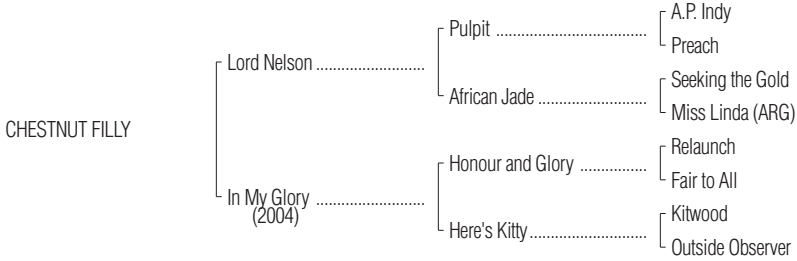 A.P. Indy
Pulpit ................................
Preach
Lord Nelson .......................
Seeking the Gold
African Jade .......................
Miss Linda (ARG)
CHESTNUT FILLY
Relaunch
Honour and Glory ..............
Fair to All
In My Glory .......................
(2004)
Kitwood
Here's Kitty.........................
Outside Observer